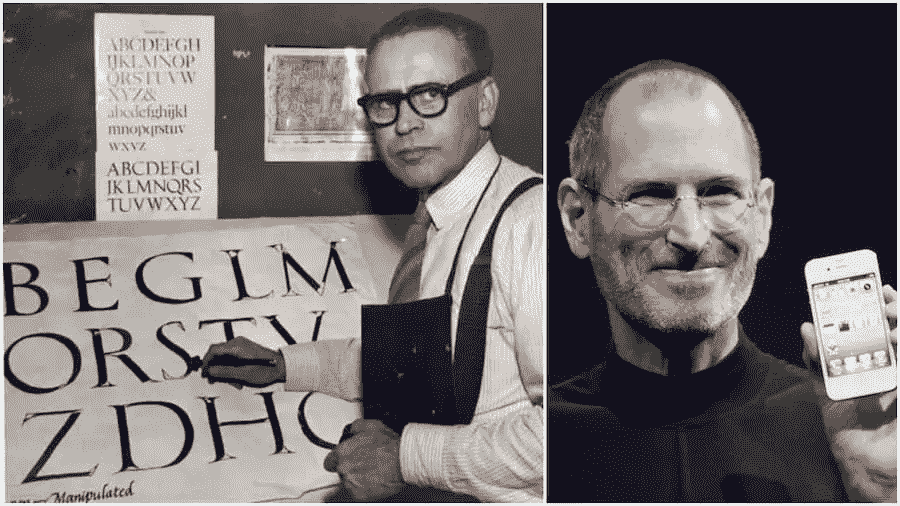 ABCDEFGH
IJKLMNOP
QRSTUVW
XYZ&
abcdefghijkl
mnopqrstuv
wxyz
ABCDEFGI
JKLMNQRS
TUVWXYZ
BEGLM
ORSTV
ZDHC
Manipulated